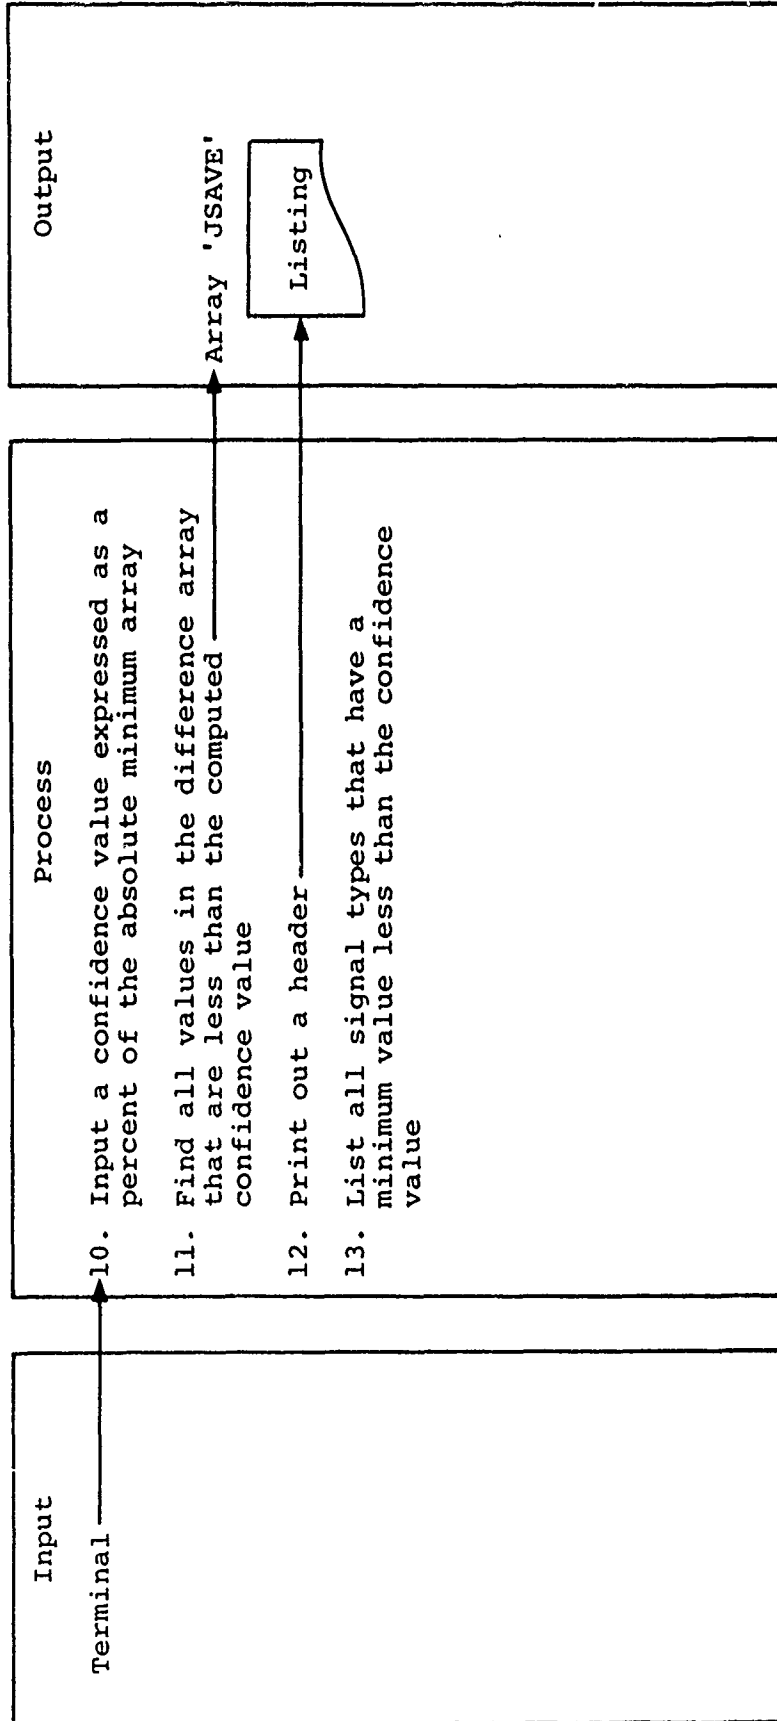 Input
Terminal
Process
10. Input a confidence value expressed as a
percent of the absolute minimum array
11. Find all values in the difference array
that are less than the computed
confidence value
12. Print out a header
13. List all signal types that have a
minimum value less than the confidence
value
Output
Array 'JSAVE'
Listing